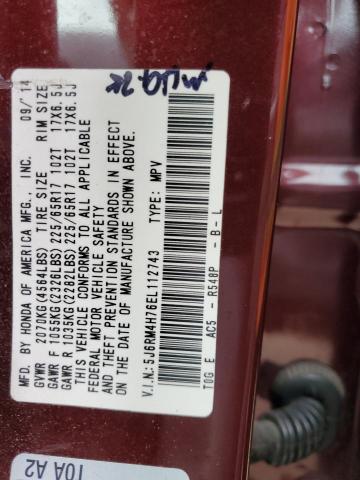 MFD. BY HONDA OF AMERICA MFG., INC. 09/14
GVWR 2070KG(4564LBS) TIRE SIZE RIM SIZE
GAWR F 1055KG(2326LBS) 225/65R17 102T 17X6.5J
GAWR R 1035KG(2282LBS) 225/65R17 102T 17X6.5J
THIS VEHICLE CONFORMS TO ALL APPLICABLE
FEDERAL MOTOR VEHICLE SAFETY
AND THEFT PREVENTION STANDARDS IN EFFECT
ON THE DATE OF MANUFACTURE SHOWN ABOVE.
V.I.N.:5J6RM4H76EL112743 TYPE: MPV
T0G E AC5 - R548P - B - L
T0A A2